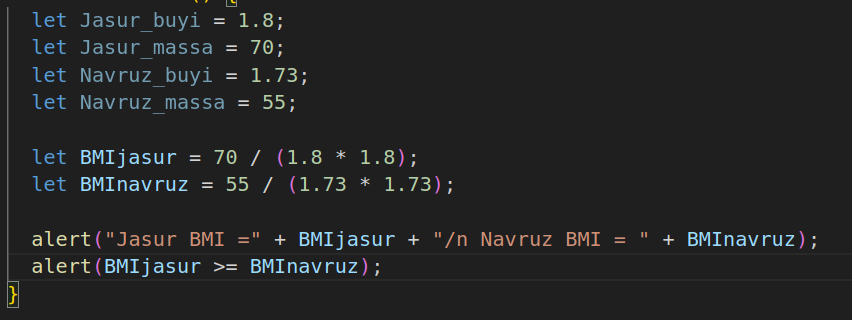 let Jasur_buyi = 1.8;
let Jasur_massa = 70;
let Navruz_buyi = 1.73;
let Navruz_massa = 55;
let BMIjasur = 70 / (1.8 * 1.8);
let BMInavruz = 55 / (1.73 * 1.73);
alert("Jasur BMI =" + BMIjasur + "/n Navruz BMI = " + BMInavruz);
alert(BMIjasur >= BMInavruz);
}